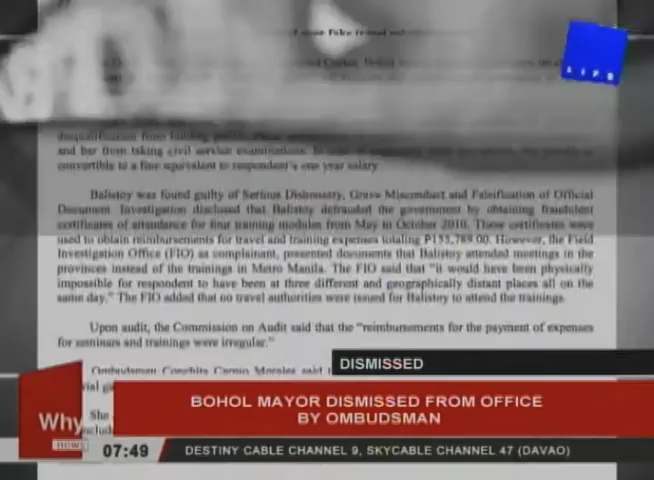 LIFE
and bar from taking civil service examinations.
convertible to a fine equivalent to respondent's one year salary.
Balistoy was found guilty of Serious Dishonesty, Grave Misconduct and Falsification of Official
Document. Investigation disclosed that Balistoy defrauded the government by obtaining fraudulent
certificates of attendance for four training modules from May to October 2010. These certificates were
used to obtain reimbursements for travel and training expenses totaling P153,789.00. However, the Field
Investigation Office (FIO) as complainant, presented documents that Balistoy attended meetings in the
provinces instead of the trainings in Metro Manila. The FIO said that "it would have been physically
impossible for respondent to have been at three different and geographically distant places all on the
same day." The FIO added that no travel authorities were issued for Balistoy to attend the trainings.
Upon audit, the Commission on Audit said that the "reimbursements for the payment of expenses
for seminars and trainings were irregular."
Ombudsman Conchita Carpio Morales said
DISMISSED
BOHOL MAYOR DISMISSED FROM OFFICE
BY OMBUDSMAN
She
Why
NEWS
07:49
DESTINY CABLE CHANNEL 9, SKYCABLE CHANNEL 47 (DAVAO)